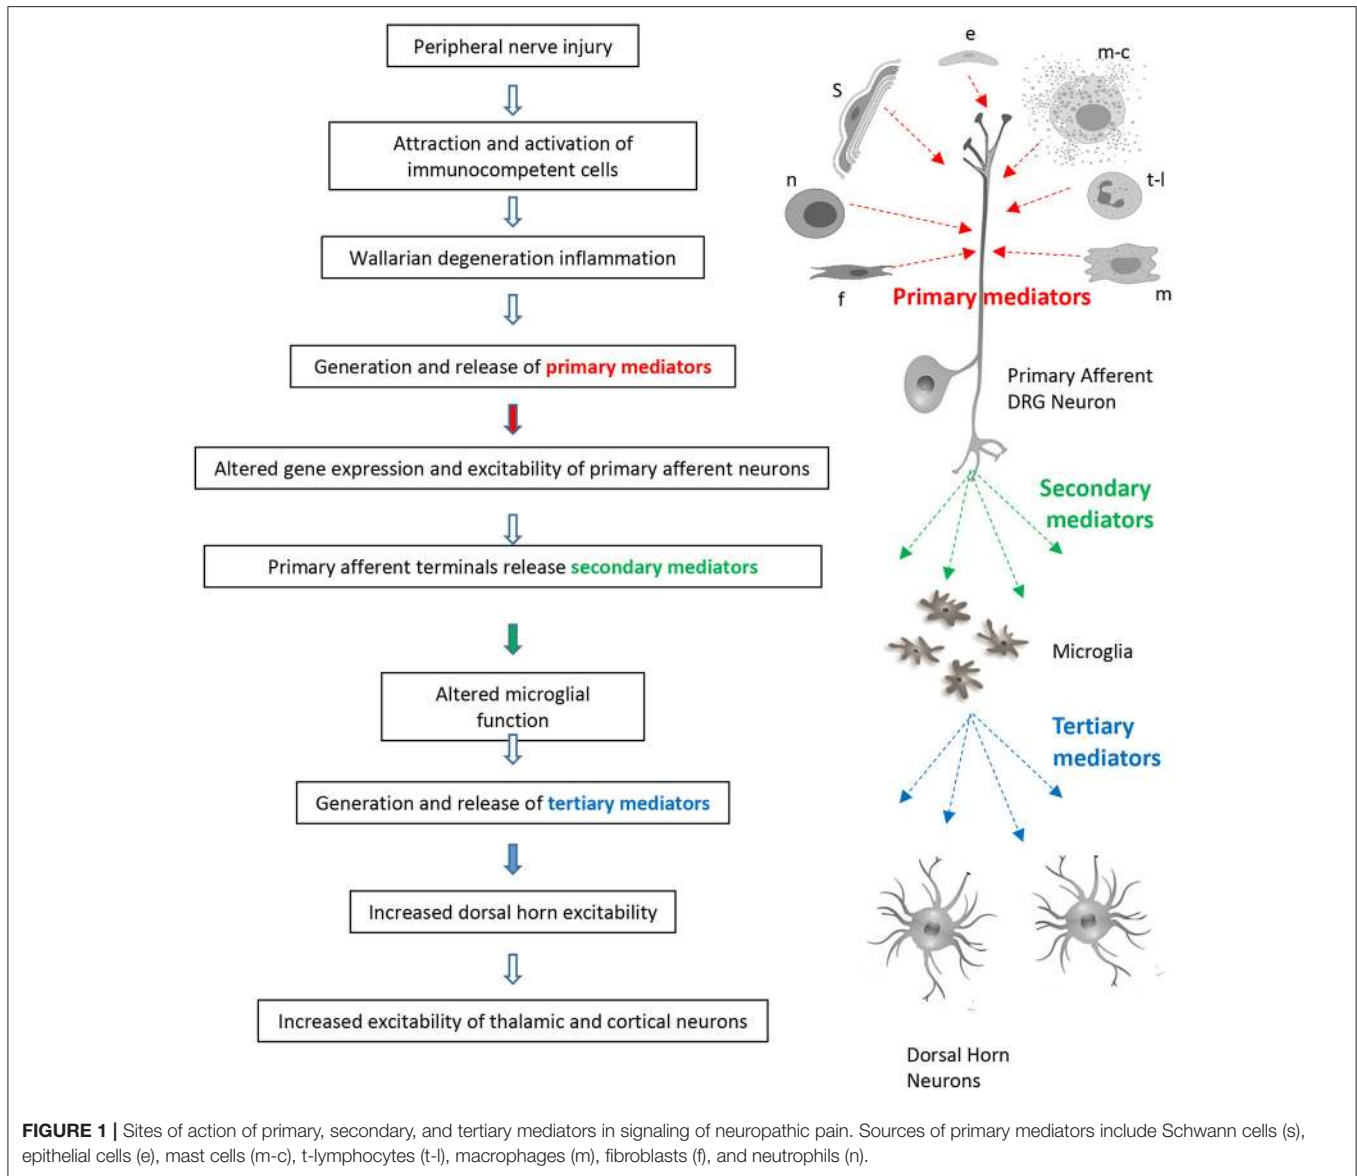 Peripheral nerve injury
Attraction and activation of
immunocompetent cells
Wallarian degeneration inflammation
Generation and release of primary mediators
Altered gene expression and excitability of primary afferent neurons
Primary afferent terminals release secondary mediators
Altered microglial
function
Generation and release of tertiary mediators
Increased dorsal horn excitability
Increased excitability of thalamic and cortical neurons
e
m-c
S
n
t-l
f
m
Primary mediators
Primary Afferent
DRG Neuron
Secondary
mediators
Microglia
Tertiary
mediators
Dorsal Horn
Neurons
FIGURE 1 | Sites of action of primary, secondary, and tertiary mediators in signaling of neuropathic pain. Sources of primary mediators include Schwann cells (s),
epithelial cells (e), mast cells (m-c), t-lymphocytes (t-l), macrophages (m), fibroblasts (f), and neutrophils (n).